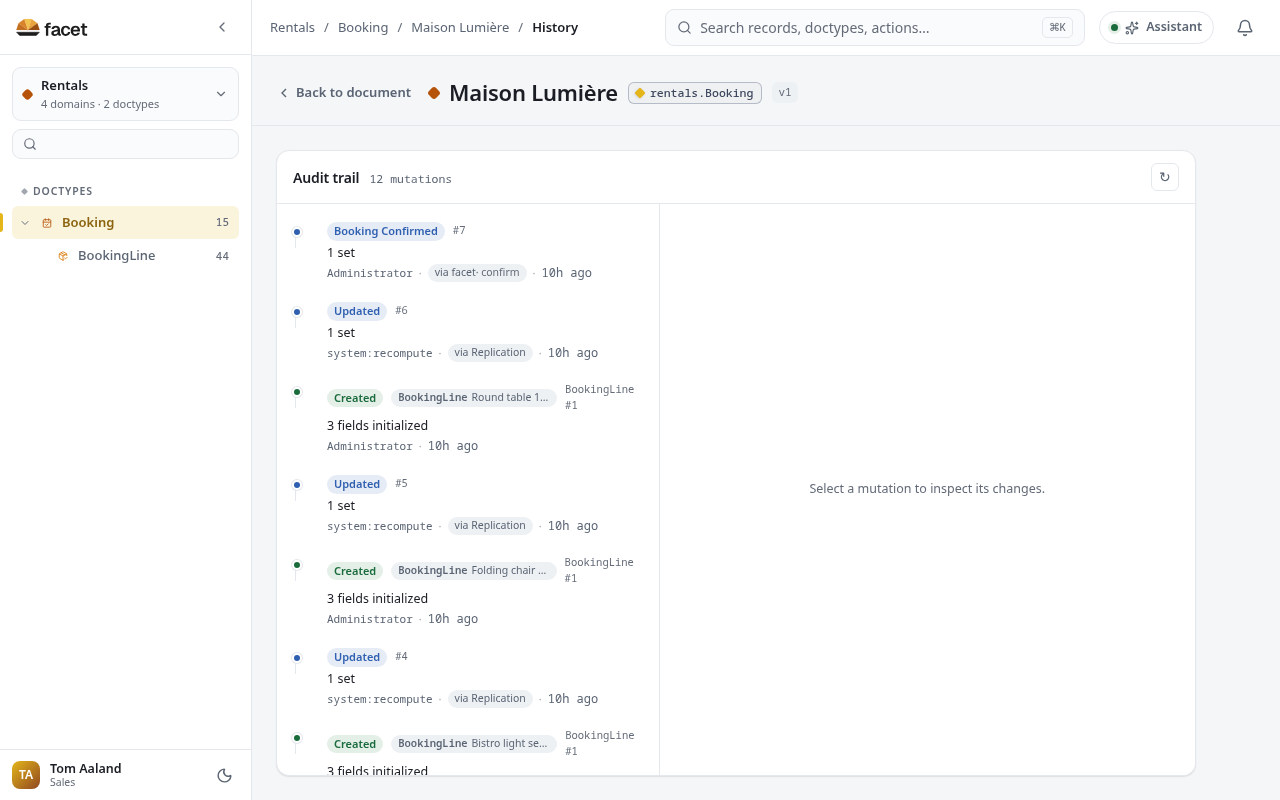 facet
Rentals / Booking / Maison Lumière / History
Search records, doctypes, actions... ⌘K
Assistant
Rentals
4 domains · 2 doctypes
DOCTYPES
Booking 15
BookingLine 44
Tom Aaland
Sales
TA
Back to document
Maison Lumière
rentals.Booking
v1
Audit trail 12 mutations
↻
Booking Confirmed #7
1 set
Administrator · via facet· confirm · 10h ago
Updated #6
1 set
system:recompute · via Replication · 10h ago
Created BookingLine Round table 1... BookingLine #1
3 fields initialized
Administrator · 10h ago
Updated #5
1 set
system:recompute · via Replication · 10h ago
Created BookingLine Folding chair ... BookingLine #1
3 fields initialized
Administrator · 10h ago
Updated #4
1 set
system:recompute · via Replication · 10h ago
Created BookingLine Bistro light se... BookingLine #1
3 fields initialized
Select a mutation to inspect its changes.